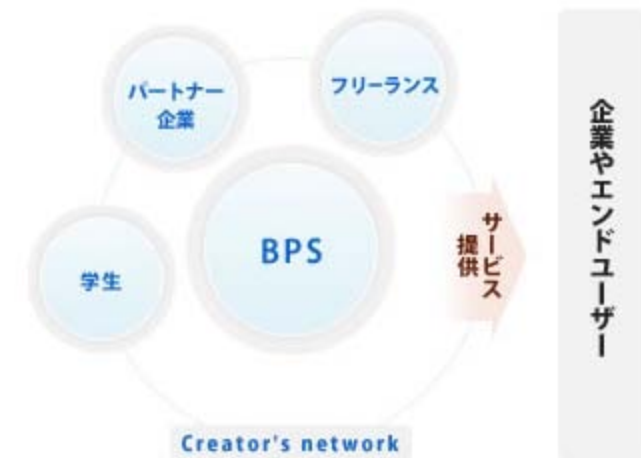 パートナー
企業
フリーランス
学生
BPS
サービス
提供
企業やエンドユーザー
Creator's network